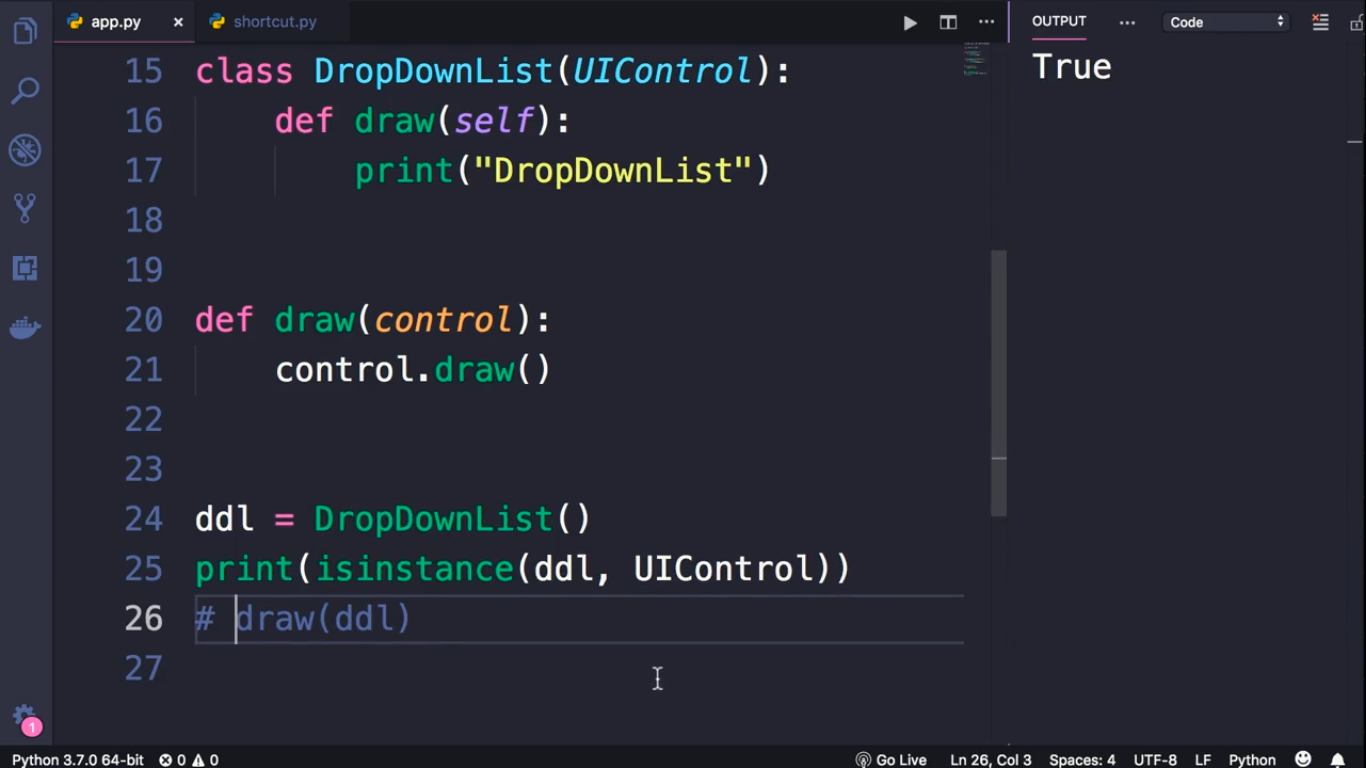 app.py × shortcut.py
OUTPUT Code
True
15 class DropDownList(UIControl):
16 def draw(self):
17 print("DropDownList")
18
19
20 def draw(control):
21 control.draw()
22
23
24 ddl = DropDownList()
25 print(isinstance(ddl, UIControl))
26 # draw(ddl)
27
1
Python 3.7.0 64-bit 0 0 Go Live Ln 26, Col 3 Spaces: 4 UTF-8 LF Python